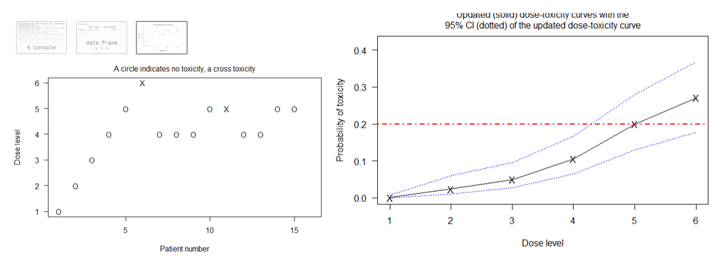 R Console
data.frame
A circle indicates no toxicity, a cross toxicity
Dose level
6
5
4
3
2
1
O O O O O X O O O O X O O O O
5 10 15
Patient number
Updated (solid) dose-toxicity curves with the
95% CI (dotted) of the updated dose-toxicity curve
Probability of toxicity
0.4
0.3
0.2
0.1
0.0
X X X X X X
1 2 3 4 5 6
Dose level